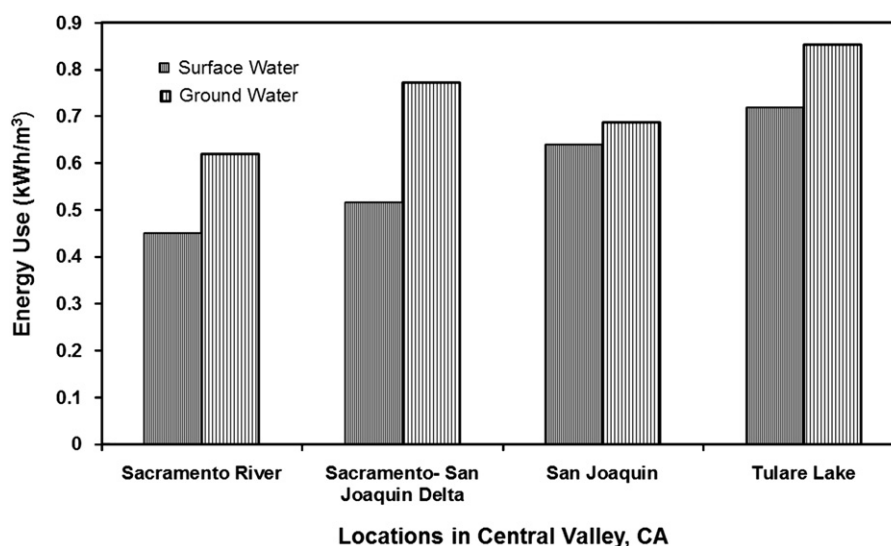 0.9
0.8
0.7
0.6
0.5
0.4
0.3
0.2
0.1
0
Energy Use (kWh/m³)
Surface Water
Ground Water
Sacramento River
Sacramento- San
Joaquin Delta
San Joaquin
Tulare Lake
Locations in Central Valley, CA